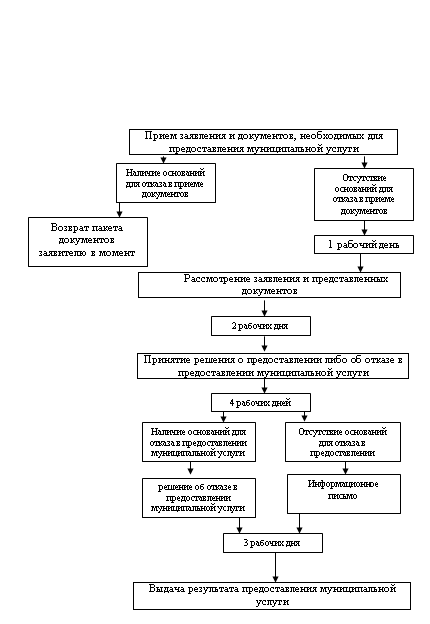 Прием заявления и документов, необходимых для
предоставления муниципальной услуги
Наличие оснований
для отказа в приеме
документов
Отсутствие
оснований для
отказа в приеме
документов
Возврат пакета
документов
заявителю в момент
1 рабочий день
Рассмотрение заявления и представленных
документов
2 рабочих дня
Принятие решения о предоставлении либо об отказе в
предоставлении муниципальной услуги
4 рабочих дней
Наличие оснований для
отказа в предоставлении
муниципальной услуги
Отсутствие оснований
для отказа в
предоставлении
решение об отказе в
предоставлении
муниципальной услуги
Информационное
письмо
3 рабочих дня
Выдача результата предоставления муниципальной
услуги